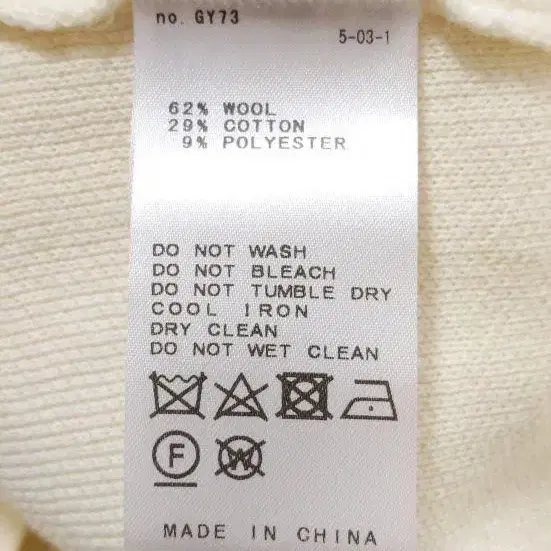 no. GY73
5-03-1
62% WOOL
29% COTTON
9% POLYESTER
DO NOT WASH
DO NOT BLEACH
DO NOT TUMBLE DRY
COOL IRON
DRY CLEAN
DO NOT WET CLEAN
F W
MADE IN CHINA